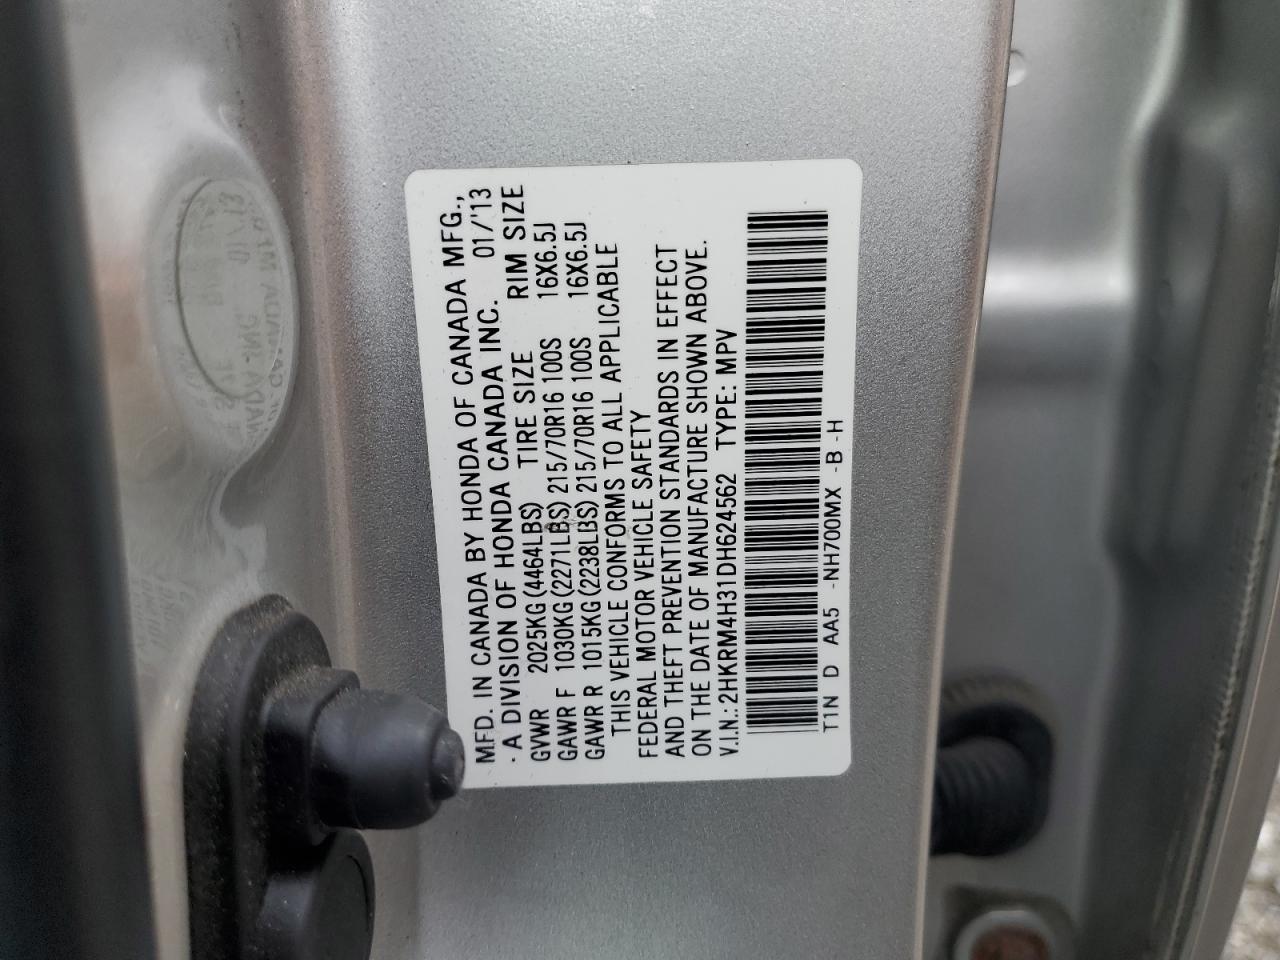 MFD. IN CANADA BY HONDA OF CANADA MFG.,
. A DIVISION OF HONDA CANADA INC. 01/'13
GVWR 2025KG(4464LBS) TIRE SIZE RIM SIZE
GAWR F 1030KG(2271LBS) 215/70R16 100S 16X6.5J
GAWR R 1015KG(2238LBS) 215/70R16 100S 16X6.5J
THIS VEHICLE CONFORMS TO ALL APPLICABLE
FEDERAL MOTOR VEHICLE SAFETY
AND THEFT PREVENTION STANDARDS IN EFFECT
ON THE DATE OF MANUFACTURE SHOWN ABOVE.
V.I.N.: 2HKRM4H31DH624562 TYPE: MPV
T1N D AA5 -NH700MX -B -H